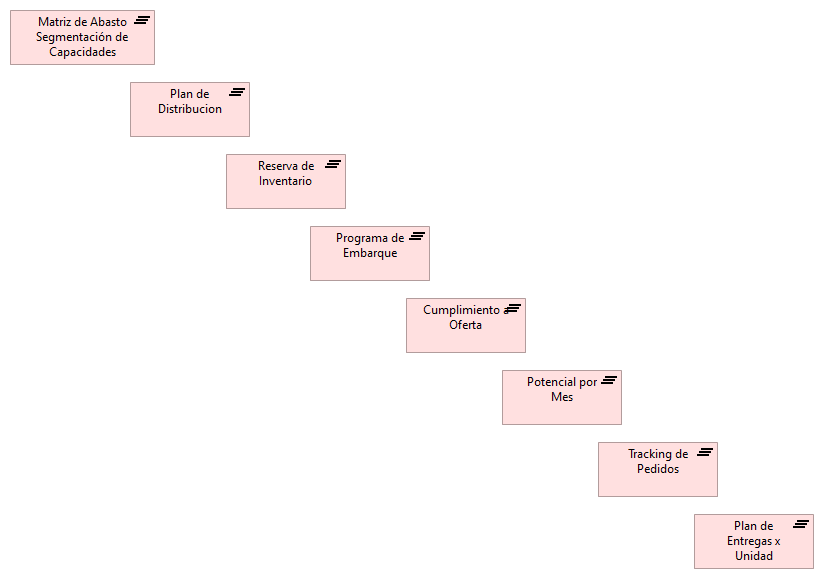 Matriz de Abasto
Segmentación de
Capacidades
Plan de
Distribucion
Reserva de
Inventario
Programa de
Embarque
Cumplimiento a
Oferta
Potencial por
Mes
Tracking de
Pedidos
Plan de
Entregas x
Unidad